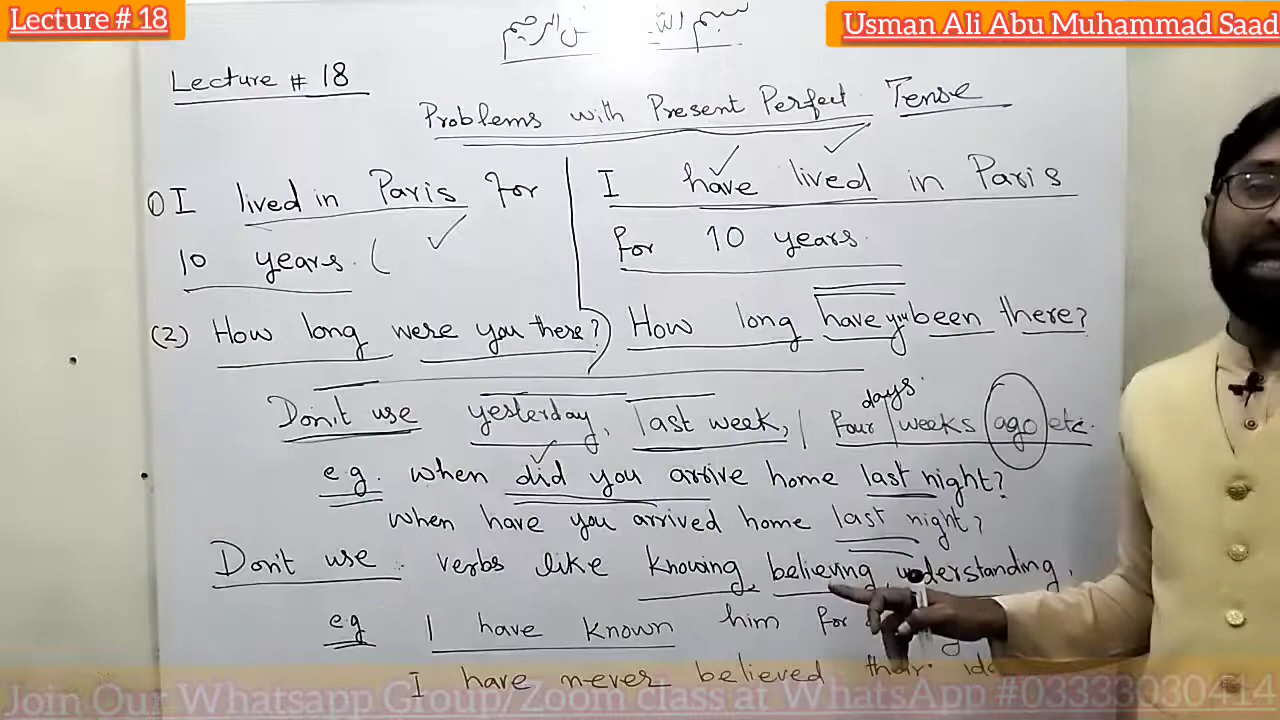 Lecture # 18
Usman Ali Abu Muhammad Saad
بسم الله
Lecture # 18
Problems with Present Perfect Tense
1) I lived in Paris for
10 years. (
I have lived in Paris
for 10 years.
(2) How long were you there?)
How long have you been there?
Don't use yesterday, last week, | four days weeks ago etc.
e.g. when did you arrive home last night?
when have you arrived home last night?
Don't use verbs like knowing believing, understanding.
e.g I have known him for
I have never believed their
Join Our Whatsapp Group/Zoom class at WhatsApp #03333030414